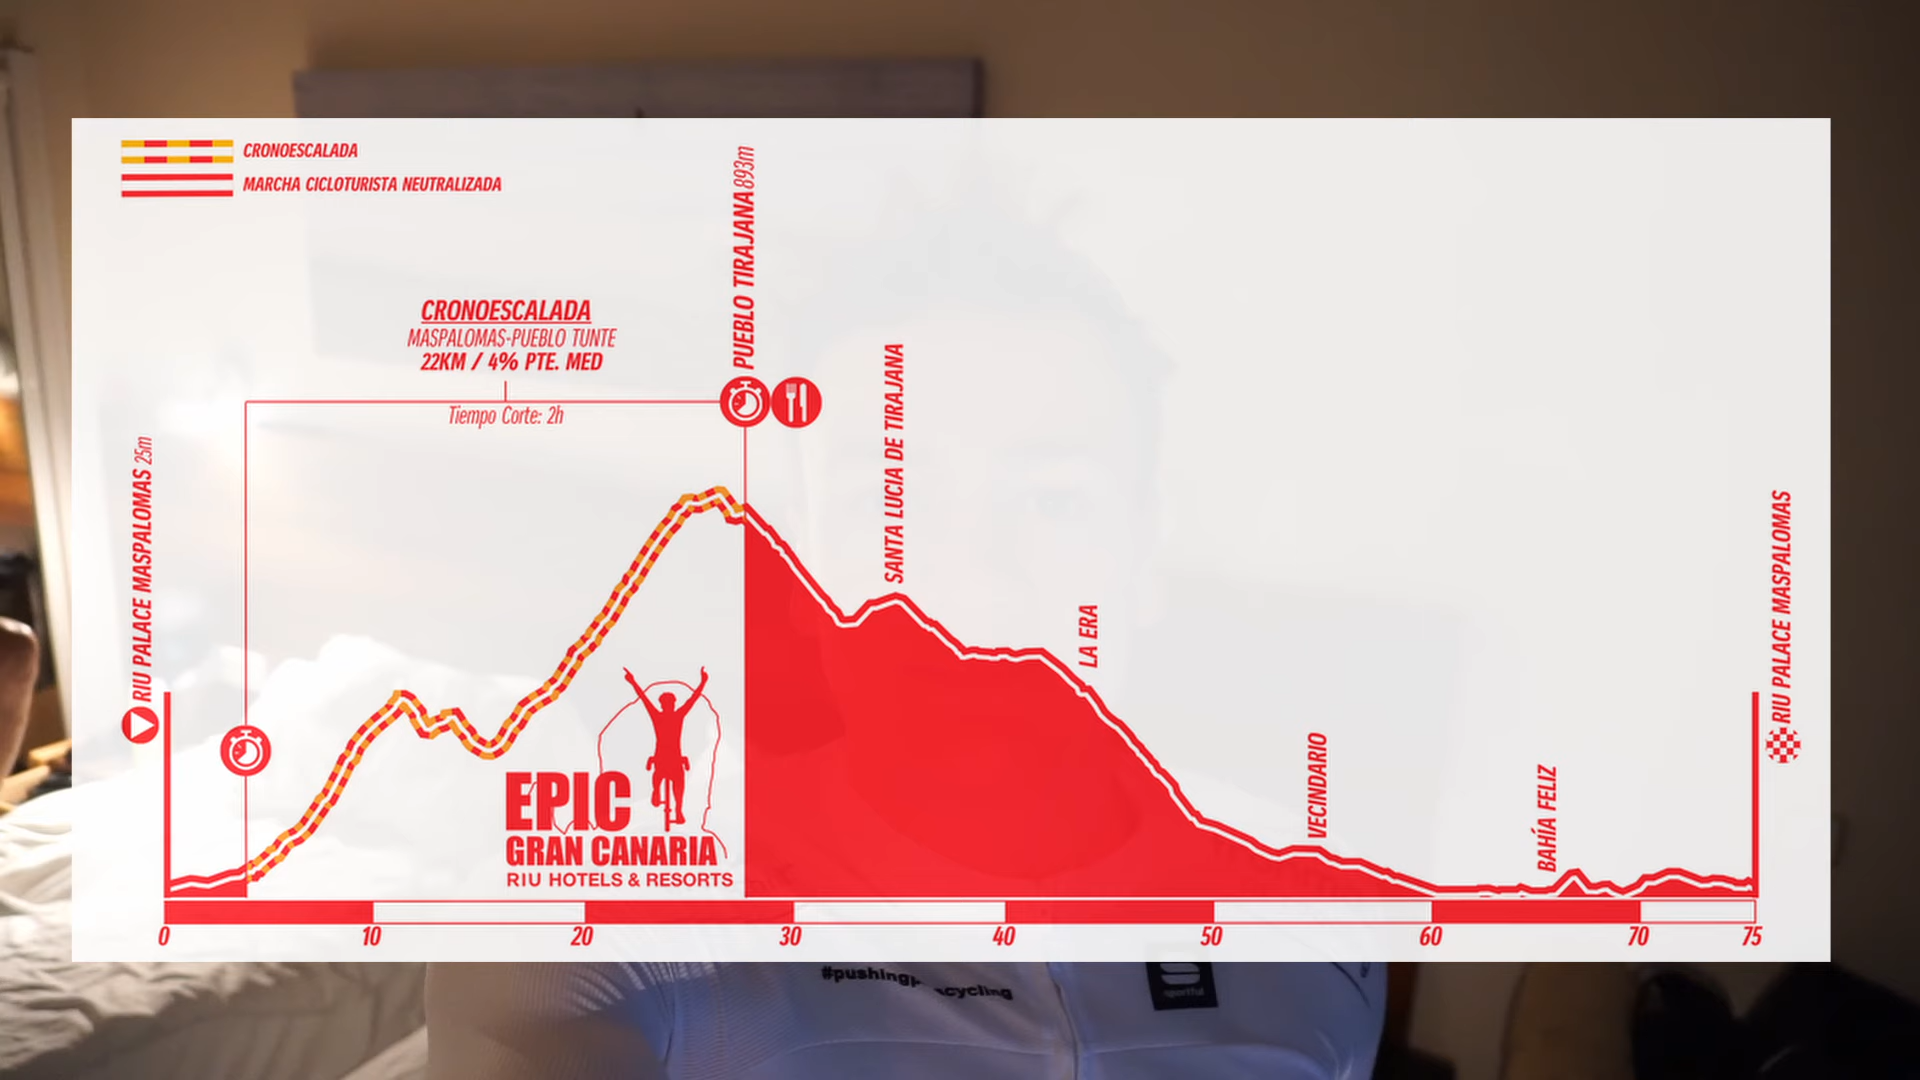 CRONOESCALADA
MARCHA CICLOTURISTA NEUTRALIZADA
PUEBLO TIRAJANA 893m
CRONOESCALADA
MASPALOMAS-PUEBLO TUNTE
22KM / 4% PTE. MED
Tiempo Corte: 2h
RIU PALACE MASPALOMAS 25m
SANTA LUCIA DE TIRAJANA
LA ERA
VECINDARIO
BAHÍA FELIZ
RIU PALACE MASPALOMAS
EPIC
GRAN CANARIA
RIU HOTELS & RESORTS
0 10 20 30 40 50 60 70 75
sportful